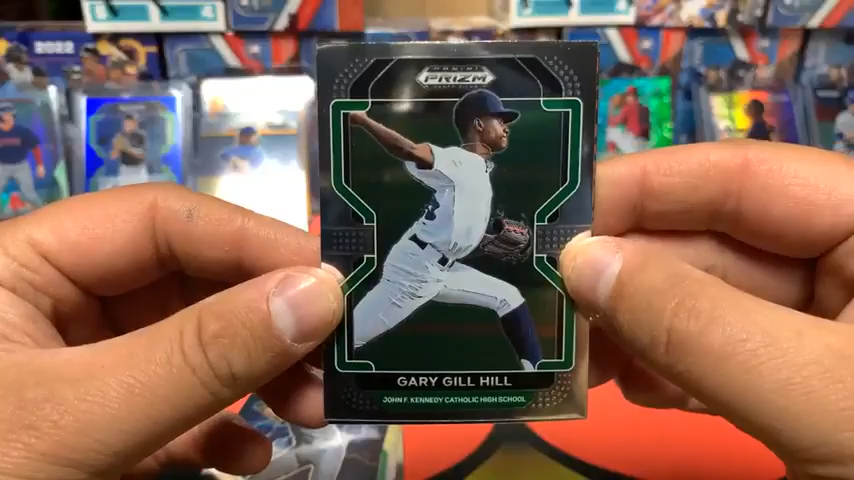 2022
PANINI
PRIZM
GARY GILL HILL
JOHN F. KENNEDY CATHOLIC HIGH SCHOOL